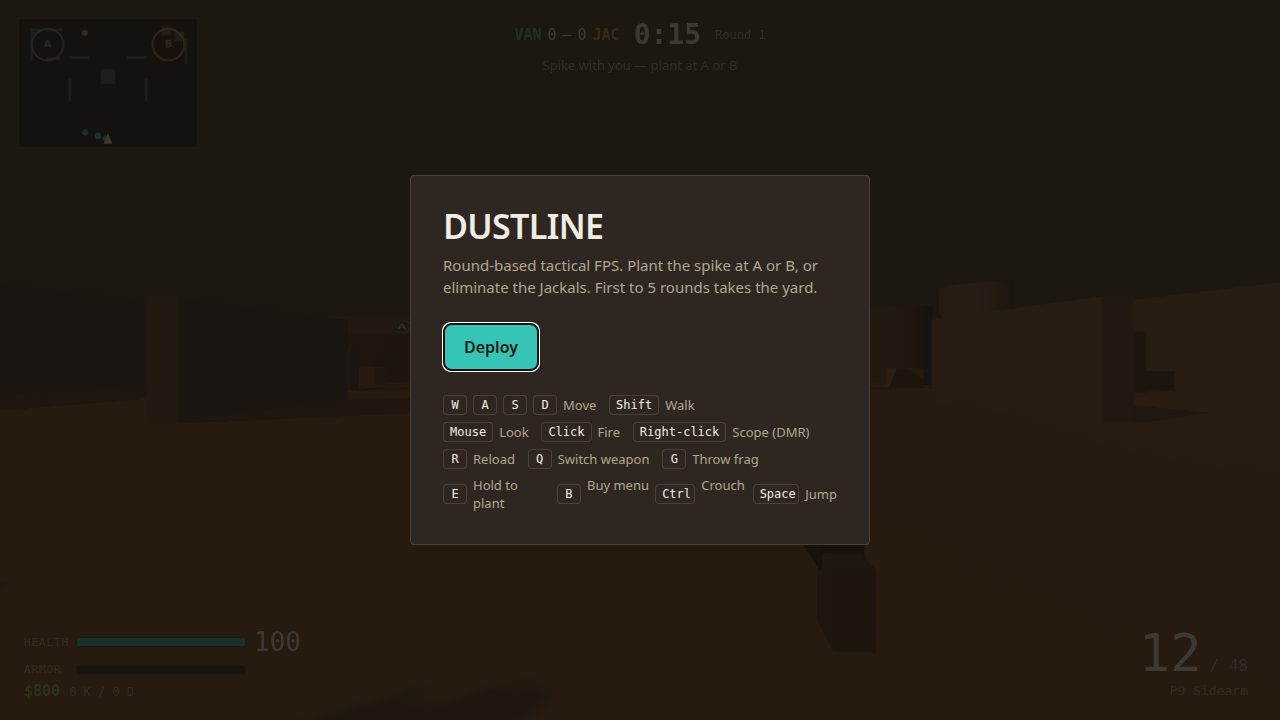 A
B
VAN 0 — 0 JAC 0:15 Round 1
Spike with you — plant at A or B
DUSTLINE
Round-based tactical FPS. Plant the spike at A or B, or
eliminate the Jackals. First to 5 rounds takes the yard.
A
Deploy
W A S D Move Shift Walk
Mouse Look Click Fire Right-click Scope (DMR)
R Reload Q Switch weapon G Throw frag
E Hold to plant B Buy menu Ctrl Crouch Space Jump
HEALTH 100
ARMOR
$800 0 K / 0 D
12 / 48
P9 Sidearm